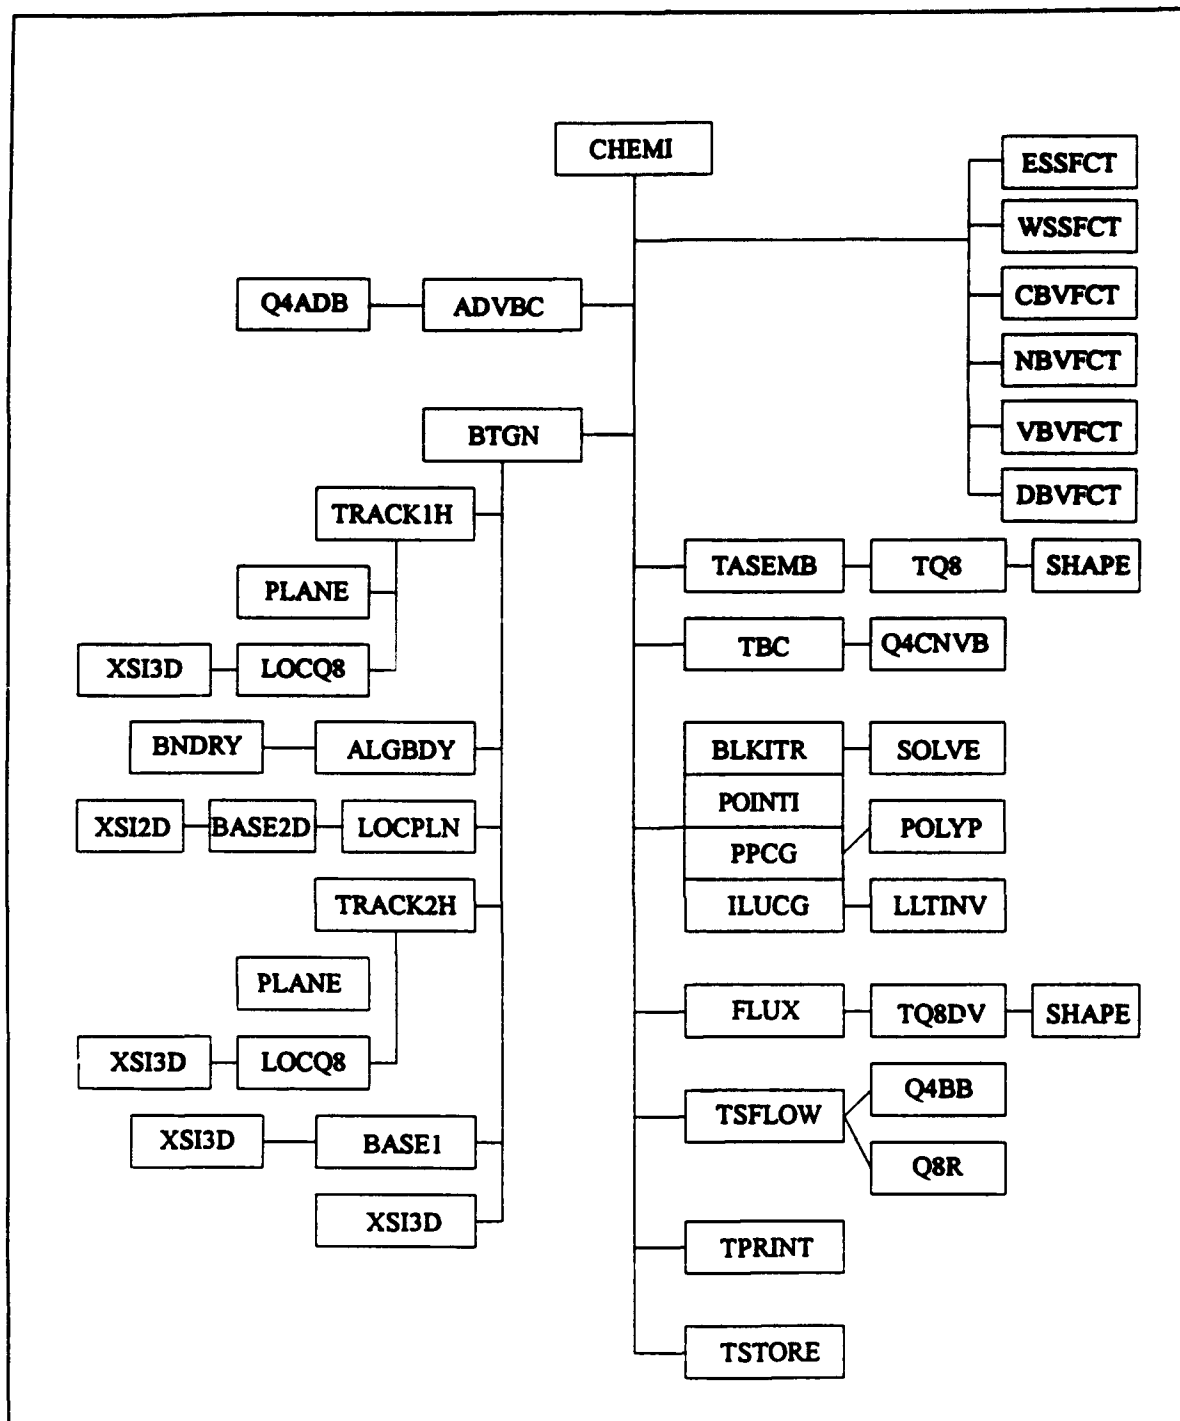 CHEMI
ESSFCT
WSSFCT
CBVFCT
NBVFCT
VBVFCT
DBVFCT
Q4ADB
ADVBC
BTGN
TRACK1H
PLANE
XSI3D
LOCQ8
BNDRY
ALGBDY
XSI2D
BASE2D
LOCPLN
TRACK2H
PLANE
XSI3D
LOCQ8
XSI3D
BASE1
XSI3D
TASEMB
TQ8
SHAPE
TBC
Q4CNVB
BLKITR
SOLVE
POINTI
PPCG
POLYP
ILUCG
LLTINV
FLUX
TQ8DV
SHAPE
TSFLOW
Q4BB
Q8R
TPRINT
TSTORE